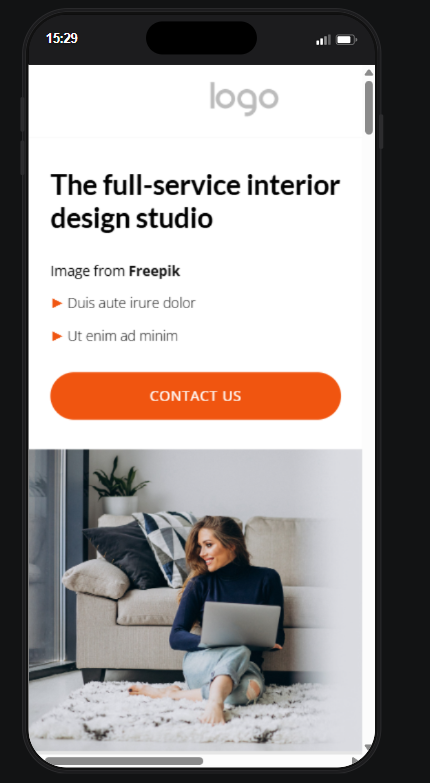 15:29
logo
The full-service interior
design studio
Image from Freepik
► Duis aute irure dolor
► Ut enim ad minim
CONTACT US